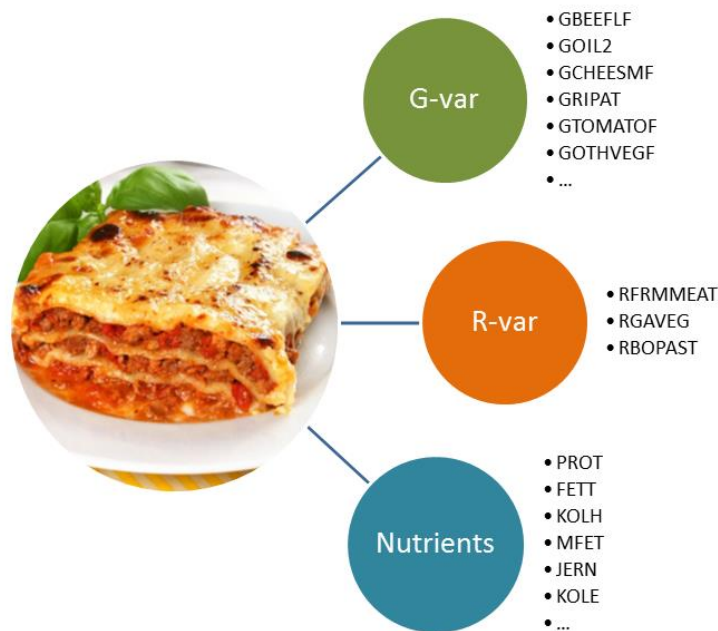 G-var
• GBEEFLF
• GOIL2
• GCHEESMF
• GRIPAT
• GTOMATOF
• GOTHVEGF
• ...
R-var
• RFRMMEAT
• RGAVEG
• RBOPAST
Nutrients
• PROT
• FETT
• KOLH
• MFET
• JERN
• KOLE
• ...